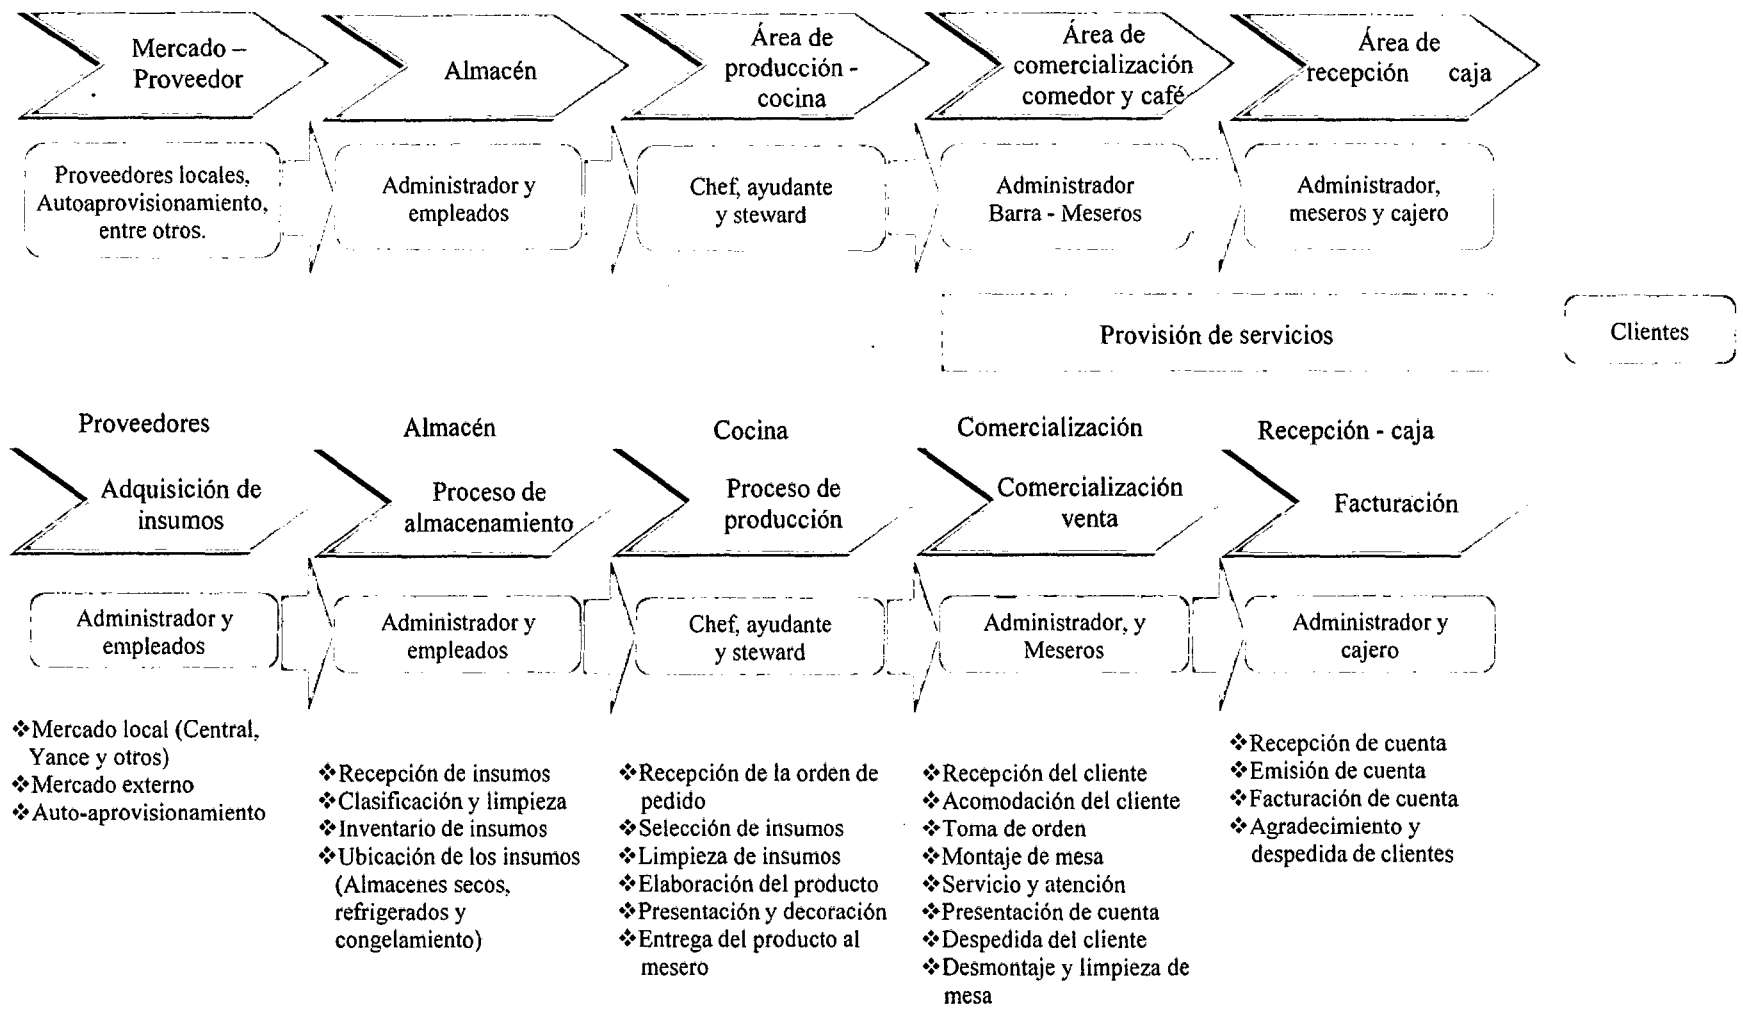 Mercado –
Proveedor
Almacén
Área de
producción -
cocina
Área de
comercialización
comedor y café
Área de
recepción caja
Proveedores locales,
Autoaprovisionamiento,
entre otros.
Administrador y
empleados
Chef, ayudante
y steward
Administrador
Barra - Meseros
Administrador,
meseros y cajero
Provisión de servicios
Clientes
Proveedores
Almacén
Cocina
Comercialización
Recepción - caja
Adquisición de
insumos
Proceso de
almacenamiento
Proceso de
producción
Comercialización
venta
Facturación
Administrador y
empleados
Administrador y
empleados
Chef, ayudante
y steward
Administrador, y
Meseros
Administrador y
cajero
❖Mercado local (Central,
Yance y otros)
❖Mercado externo
❖Auto-aprovisionamiento
❖Recepción de insumos
❖Clasificación y limpieza
❖Inventario de insumos
❖Ubicación de los insumos
(Almacenes secos,
refrigerados y
congelamiento)
❖Recepción de la orden de
pedido
❖Selección de insumos
❖Limpieza de insumos
❖Elaboración del producto
❖Presentación y decoración
❖Entrega del producto al
mesero
❖Recepción del cliente
❖Acomodación del cliente
❖Toma de orden
❖Montaje de mesa
❖Servicio y atención
❖Presentación de cuenta
❖Despedida del cliente
❖Desmontaje y limpieza de
mesa
❖Recepción de cuenta
❖Emisión de cuenta
❖Facturación de cuenta
❖Agradecimiento y
despedida de clientes